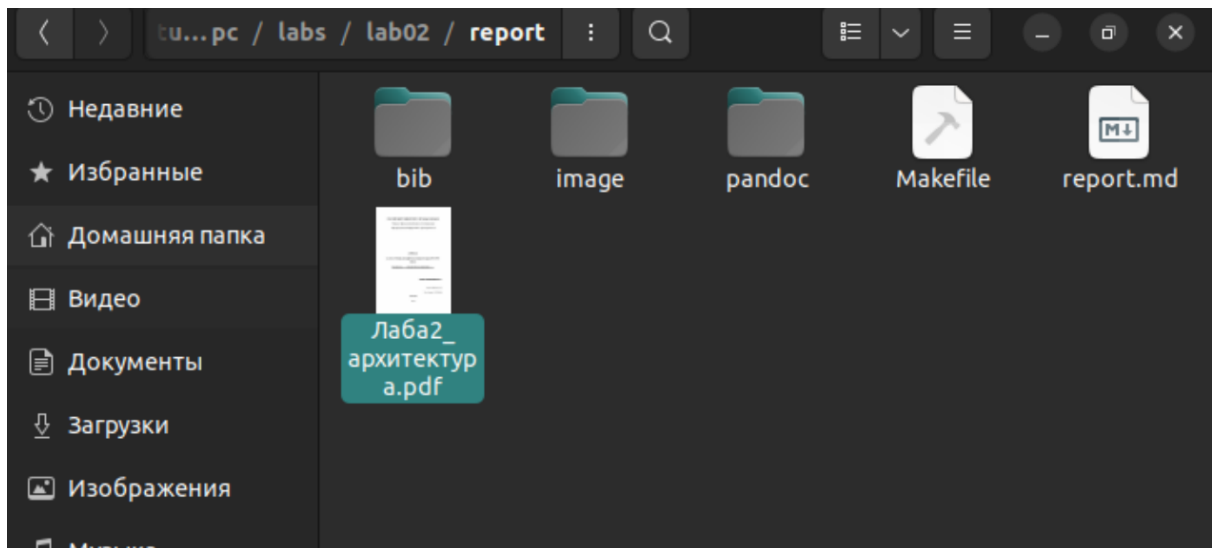 tu…pc / labs / lab02 / report
Недавние
Избранные
Домашняя папка
Видео
Документы
Загрузки
Изображения
bib
image
pandoc
Makefile
M↓
report.md
Лаба2_
архитектур
а.pdf